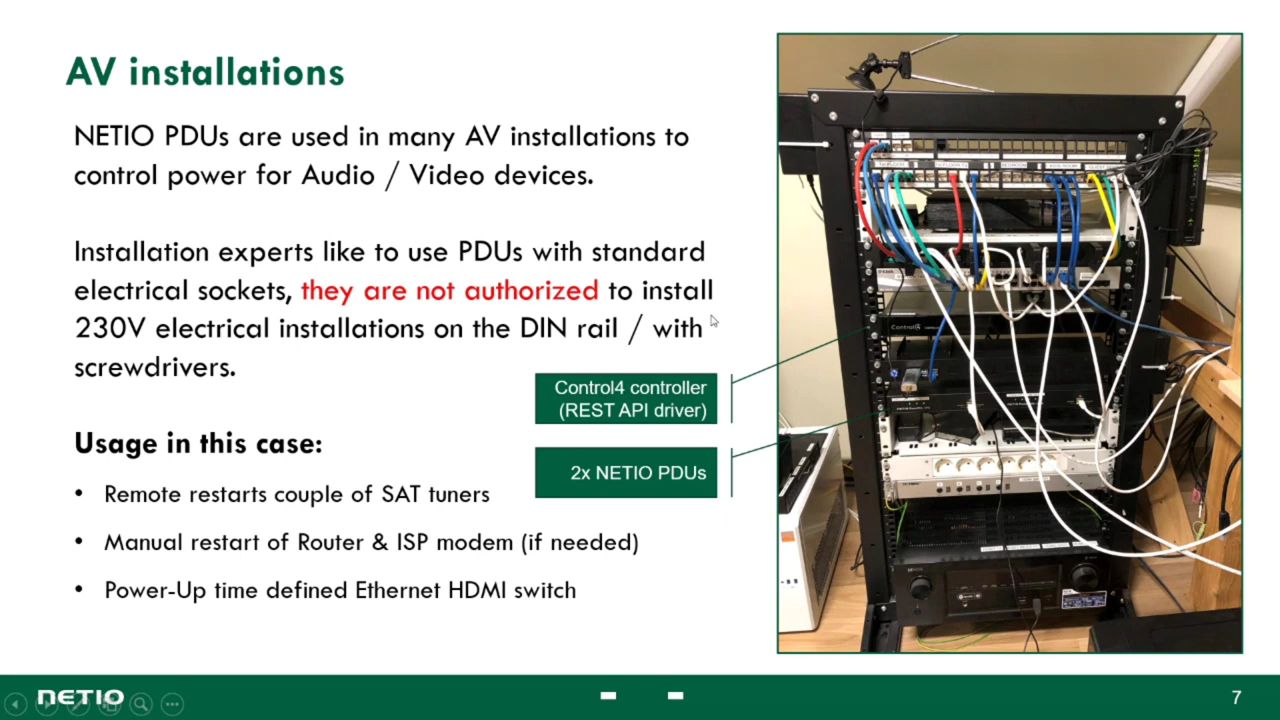 AV installations
NETIO PDUs are used in many AV installations to
control power for Audio / Video devices.
Installation experts like to use PDUs with standard
electrical sockets, they are not authorized to install
230V electrical installations on the DIN rail / with
screwdrivers.
Control4 controller
(REST API driver)
2x NETIO PDUs
Usage in this case:
• Remote restarts couple of SAT tuners
• Manual restart of Router & ISP modem (if needed)
• Power-Up time defined Ethernet HDMI switch
Control4
NETIO
7